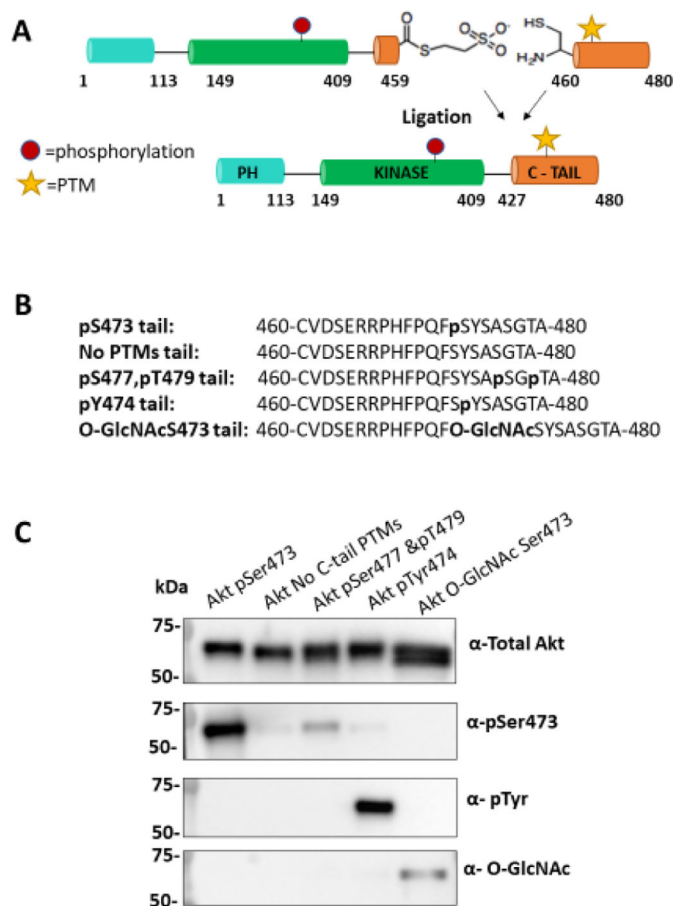 A
O
O
O
O⁻
S
S
HS
H₂N
1 113 149 409 459 460 480
Ligation
=phosphorylation
=PTM
PH KINASE C - TAIL
1 113 149 409 427 480
B
pS473 tail: 460-CVDSERRPHFPQFpSYSASGTA-480
No PTMs tail: 460-CVDSERRPHFPQFSYSASGTA-480
pS477,pT479 tail: 460-CVDSERRPHFPQFSYSApSGpTA-480
pY474 tail: 460-CVDSERRPHFPQFSpYSASGTA-480
O-GlcNAcS473 tail: 460-CVDSERRPHFPQFO-GlcNAcSYSASGTA-480
C
kDa
Akt pSer473
Akt No C-tail PTMs
Akt pSer477 &pT479
Akt pTyr474
Akt O-GlcNAc Ser473
75-
50-
α-Total Akt
75-
50-
α-pSer473
75-
50-
α- pTyr
75-
50-
α- O-GlcNAc